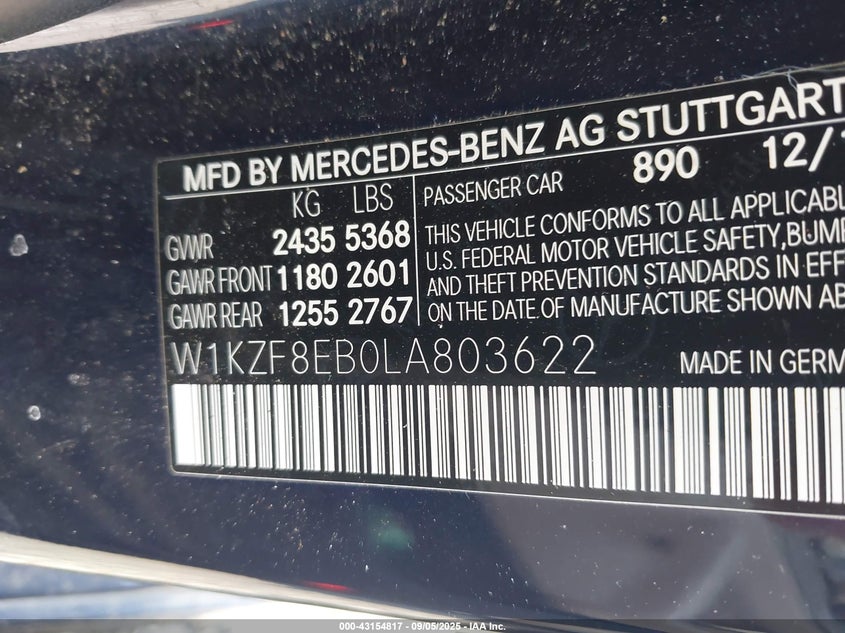 MFD BY MERCEDES-BENZ AG STUTTGART
KG LBS PASSENGER CAR 890 12/1
GVWR 2435 5368 THIS VEHICLE CONFORMS TO ALL APPLICABL
GAWR FRONT 1180 2601 U.S. FEDERAL MOTOR VEHICLE SAFETY, BUMP
GAWR REAR 1255 2767 AND THEFT PREVENTION STANDARDS IN EFF
ON THE DATE OF MANUFACTURE SHOWN AB
W1KZF8EB0LA803622 MADE IN GERM
000-43154817 - 09/05/2025 - IAA Inc.